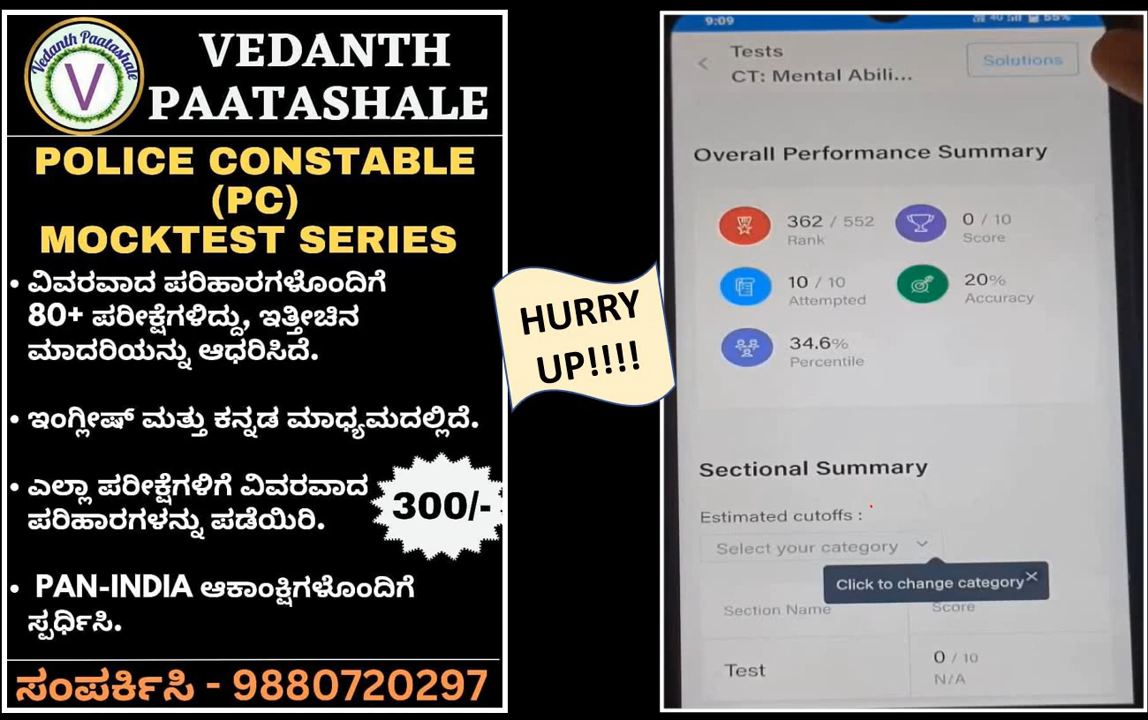 Vedanth Paatashale
V
VEDANTH
PAATASHALE
POLICE CONSTABLE
(PC)
MOCKTEST SERIES
• ವಿವರವಾದ ಪರಿಹಾರಗಳೊಂದಿಗೆ
80+ ಪರೀಕ್ಷೆಗಳಿದ್ದು, ಇತ್ತೀಚಿನ
ಮಾದರಿಯನ್ನು ಆಧರಿಸಿದೆ.
• ಇಂಗ್ಲೀಷ್ ಮತ್ತು ಕನ್ನಡ ಮಾಧ್ಯಮದಲ್ಲಿದೆ.
• ಎಲ್ಲಾ ಪರೀಕ್ಷೆಗಳಿಗೆ ವಿವರವಾದ
ಪರಿಹಾರಗಳನ್ನು ಪಡೆಯಿರಿ.
300/-
• PAN-INDIA ಆಕಾಂಕ್ಷಿಗಳೊಂದಿಗೆ
ಸ್ಪರ್ಧಿಸಿ.
ಸಂಪರ್ಕಿಸಿ - 9880720297
HURRY
UP!!!!
9:09 4G 55%
Tests
CT: Mental Abili...
Solutions
Overall Performance Summary
362 / 552
Rank
0 / 10
Score
10 / 10
Attempted
20%
Accuracy
34.6%
Percentile
Sectional Summary
Estimated cutoffs :
Select your category
Click to change category ×
Section Name Score
Test 0 / 10
N/A